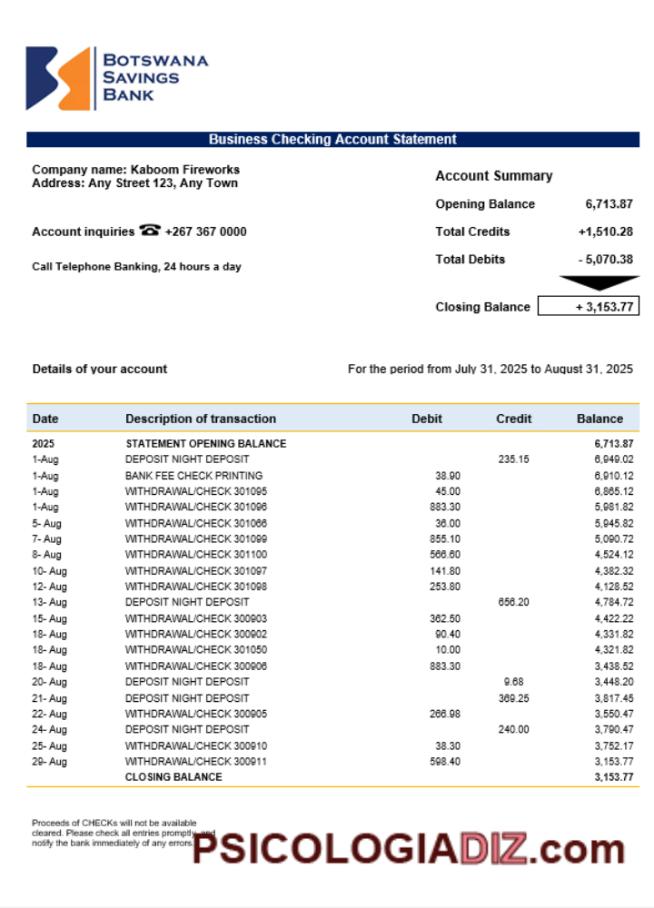 BOTSWANA
SAVINGS
BANK
Business Checking Account Statement
Company name: Kaboom Fireworks
Address: Any Street 123, Any Town
Account inquiries ☎ +267 367 0000
Call Telephone Banking, 24 hours a day
Account Summary
Opening Balance 6,713.87
Total Credits +1,510.28
Total Debits - 5,070.38
Closing Balance + 3,153.77
Details of your account For the period from July 31, 2025 to August 31, 2025
Date Description of transaction Debit Credit Balance
2025 STATEMENT OPENING BALANCE 6,713.87
1-Aug DEPOSIT NIGHT DEPOSIT 235.15 6,949.02
1-Aug BANK FEE CHECK PRINTING 38.90 6,910.12
1-Aug WITHDRAWAL/CHECK 301095 45.00 6,865.12
1-Aug WITHDRAWAL/CHECK 301096 883.30 5,981.82
5- Aug WITHDRAWAL/CHECK 301066 36.00 5,945.82
7- Aug WITHDRAWAL/CHECK 301099 855.10 5,090.72
8- Aug WITHDRAWAL/CHECK 301100 566.60 4,524.12
10- Aug WITHDRAWAL/CHECK 301097 141.80 4,382.32
12- Aug WITHDRAWAL/CHECK 301098 253.80 4,128.52
13- Aug DEPOSIT NIGHT DEPOSIT 656.20 4,784.72
15- Aug WITHDRAWAL/CHECK 300903 362.50 4,422.22
18- Aug WITHDRAWAL/CHECK 300902 90.40 4,331.82
18- Aug WITHDRAWAL/CHECK 301050 10.00 4,321.82
18- Aug WITHDRAWAL/CHECK 300906 883.30 3,438.52
20- Aug DEPOSIT NIGHT DEPOSIT 9.68 3,448.20
21- Aug DEPOSIT NIGHT DEPOSIT 369.25 3,817.45
22- Aug WITHDRAWAL/CHECK 300905 266.98 3,550.47
24- Aug DEPOSIT NIGHT DEPOSIT 240.00 3,790.47
25- Aug WITHDRAWAL/CHECK 300910 38.30 3,752.17
29- Aug WITHDRAWAL/CHECK 300911 598.40 3,153.77
CLOSING BALANCE 3,153.77
Proceeds of CHECKs will not be available
cleared. Please check all entries promptly, and
notify the bank immediately of any errors.
PSICOLOGIADIZ.com